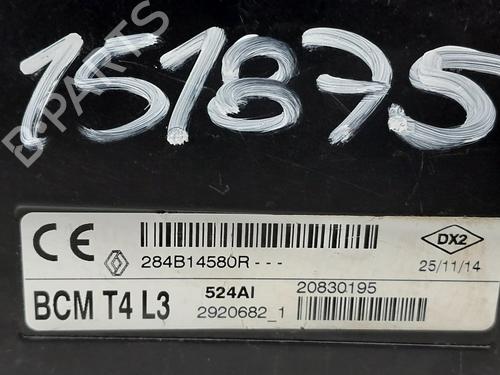 151875
B-PARTS
CE
284B14580R---
DX2
25/11/14
BCM T4 L3
524AI
20830195
2920682_1